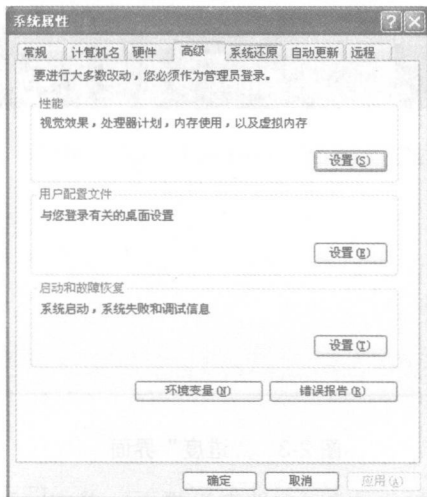 系统属性
常规 计算机名 硬件 高级 系统还原 自动更新 远程
要进行大多数改动，您必须作为管理员登录。
性能
视觉效果，处理器计划，内存使用，以及虚拟内存
设置(S)
用户配置文件
与您登录有关的桌面设置
设置(E)
启动和故障恢复
系统启动，系统失败和调试信息
设置(T)
环境变量(N) 错误报告(R)
确定 取消 应用(A)